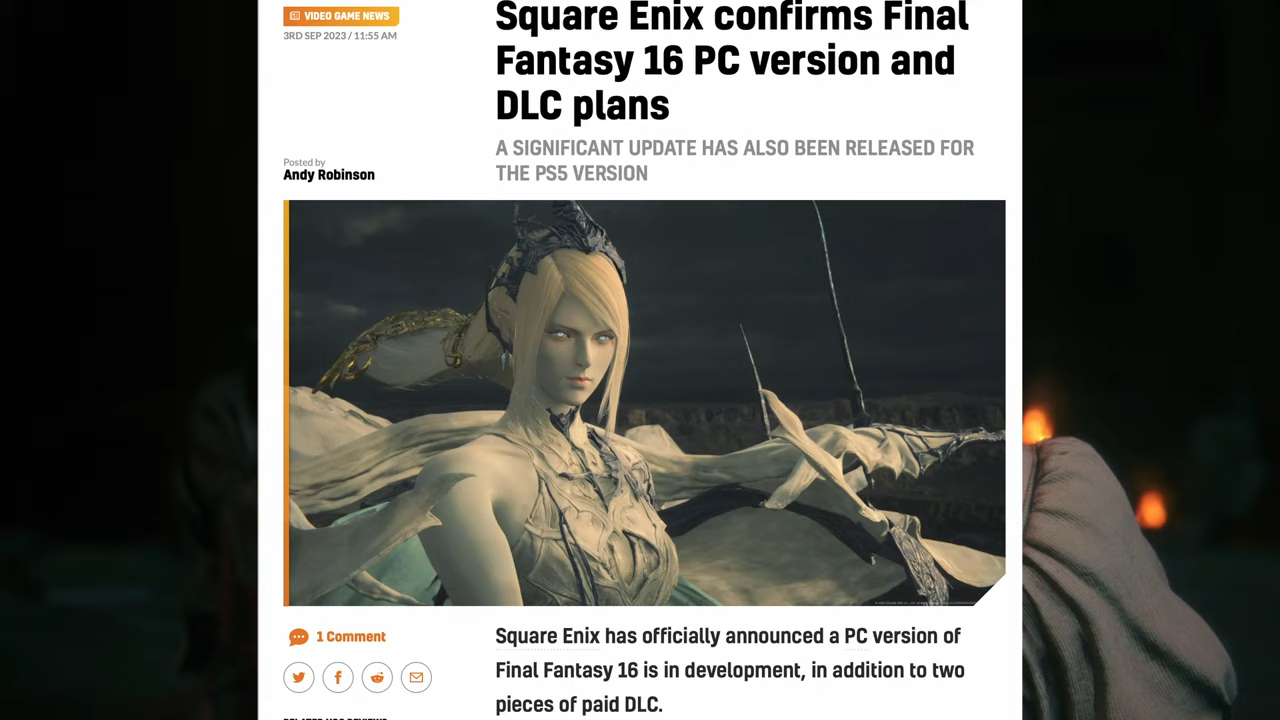 VIDEO GAME NEWS
3RD SEP 2023 / 11:55 AM
Square Enix confirms Final
Fantasy 16 PC version and
DLC plans
A SIGNIFICANT UPDATE HAS ALSO BEEN RELEASED FOR
THE PS5 VERSION
Posted by
Andy Robinson
1 Comment
Square Enix has officially announced a PC version of
Final Fantasy 16 is in development, in addition to two
pieces of paid DLC.